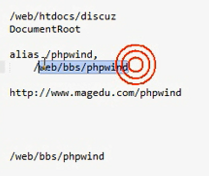 /web/htdocs/discuz
DocumentRoot
alias /phpwind,
/web/bbs/phpwind
http://www.magedu.com/phpwind
/web/bbs/phpwind